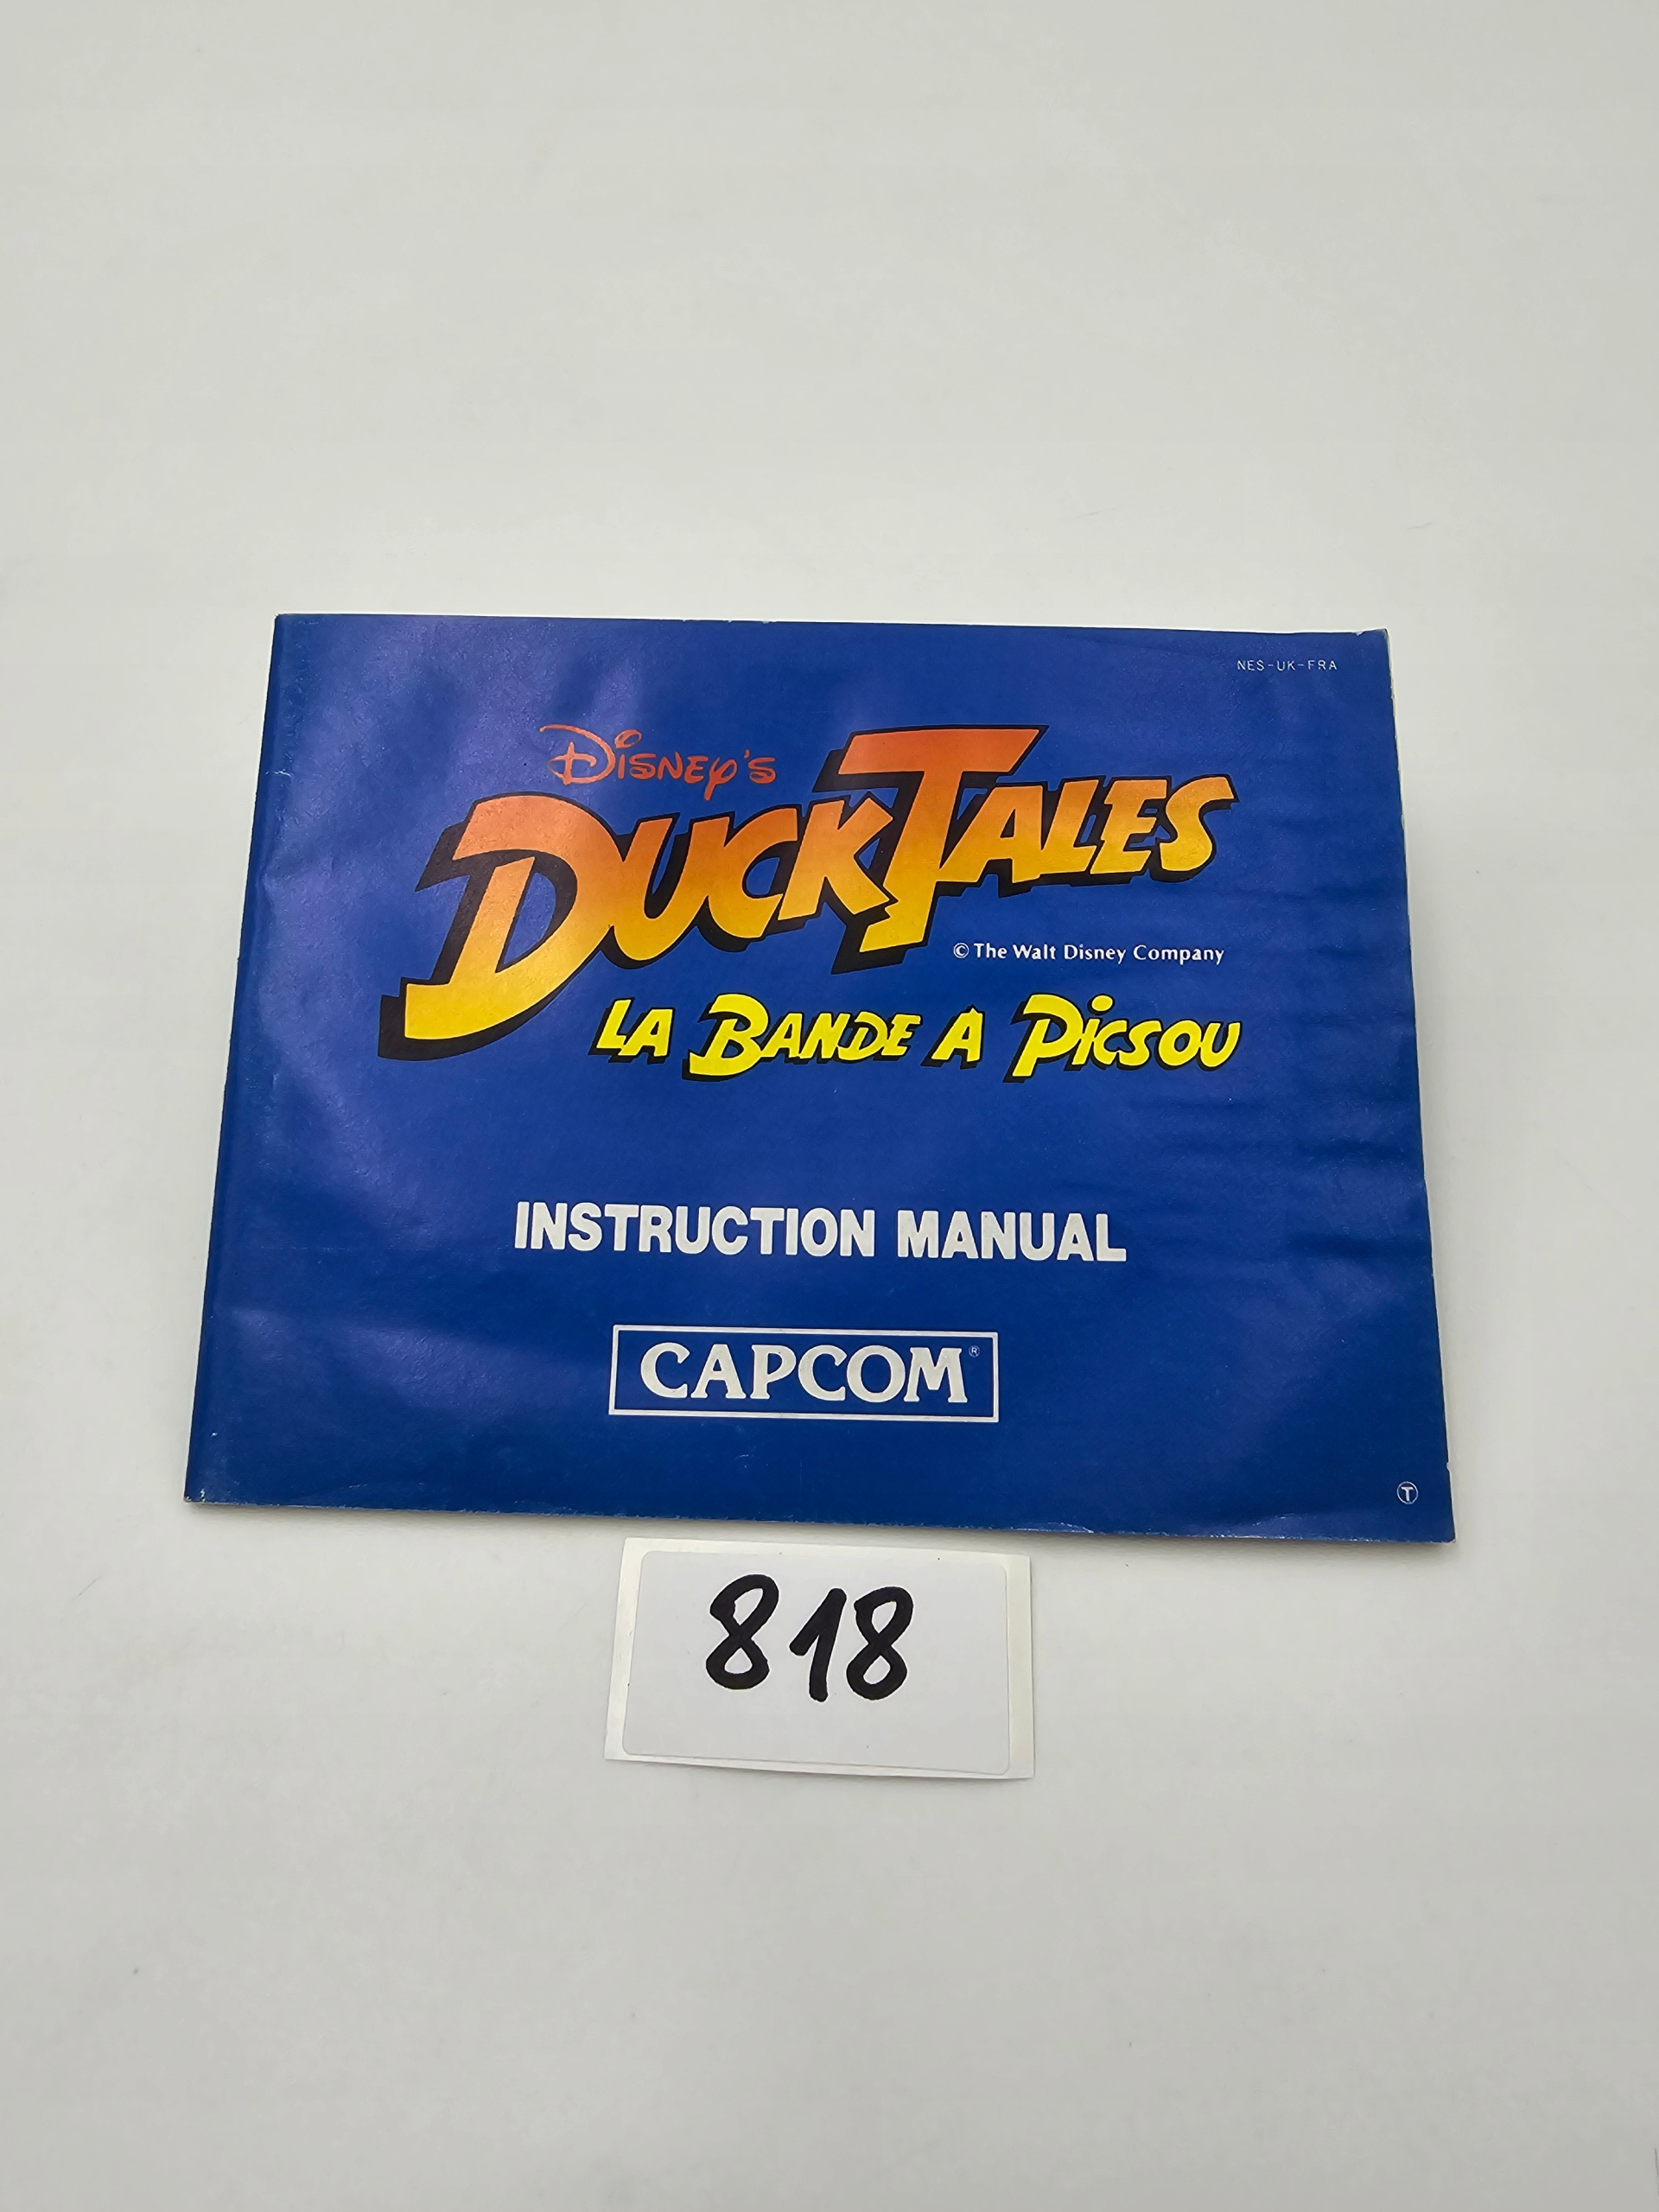 NES-UK-FRA
DISNEY'S
DUCKTALES
© The Walt Disney Company
LA BANDE A PICSOU
INSTRUCTION MANUAL
CAPCOM®
T
818